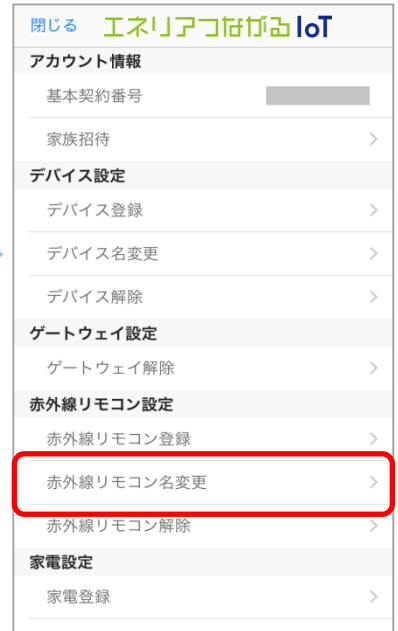 閉じる エネリアつながるIoT
アカウント情報
基本契約番号
家族招待
デバイス設定
デバイス登録
デバイス名変更
デバイス解除
ゲートウェイ設定
ゲートウェイ解除
赤外線リモコン設定
赤外線リモコン登録
赤外線リモコン名変更
赤外線リモコン解除
家電設定
家電登録